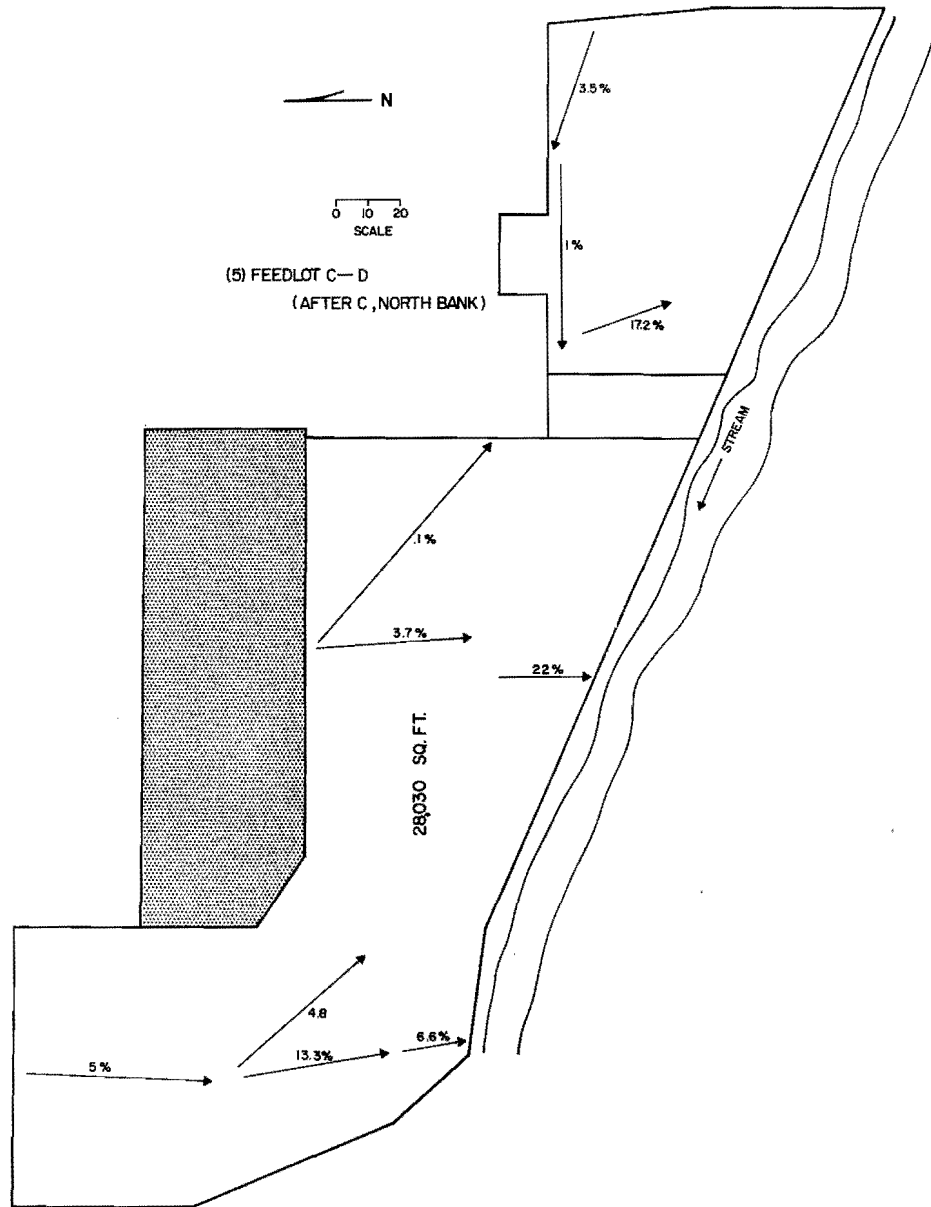 3.5%
N
0 10 20
SCALE
1%
(5) FEEDLOT C—D
(AFTER C, NORTH BANK)
17.2%
STREAM
.1%
3.7%
22%
28,030 SQ. FT.
4.8
6.6%
13.3%
5%